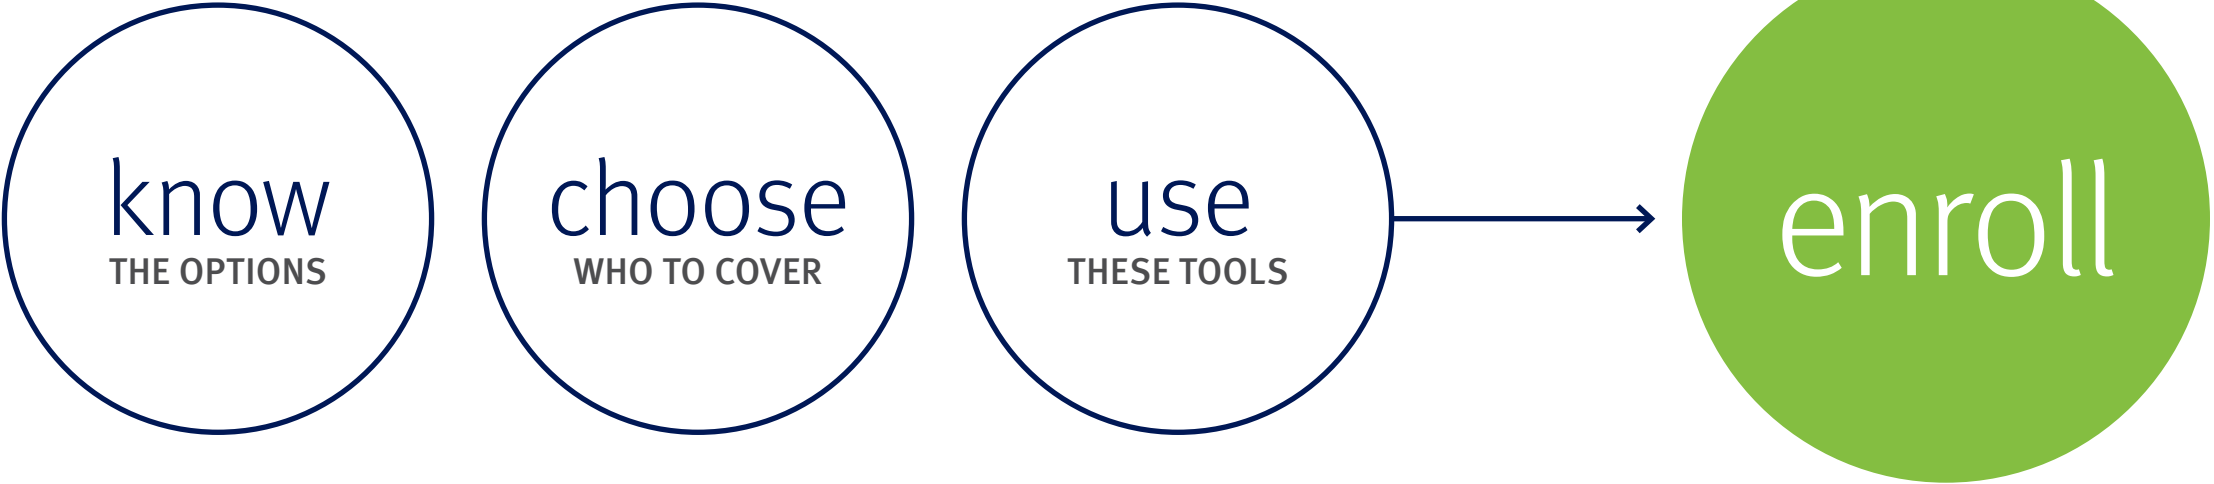 know
THE OPTIONS
choose
WHO TO COVER
use
THESE TOOLS
enroll